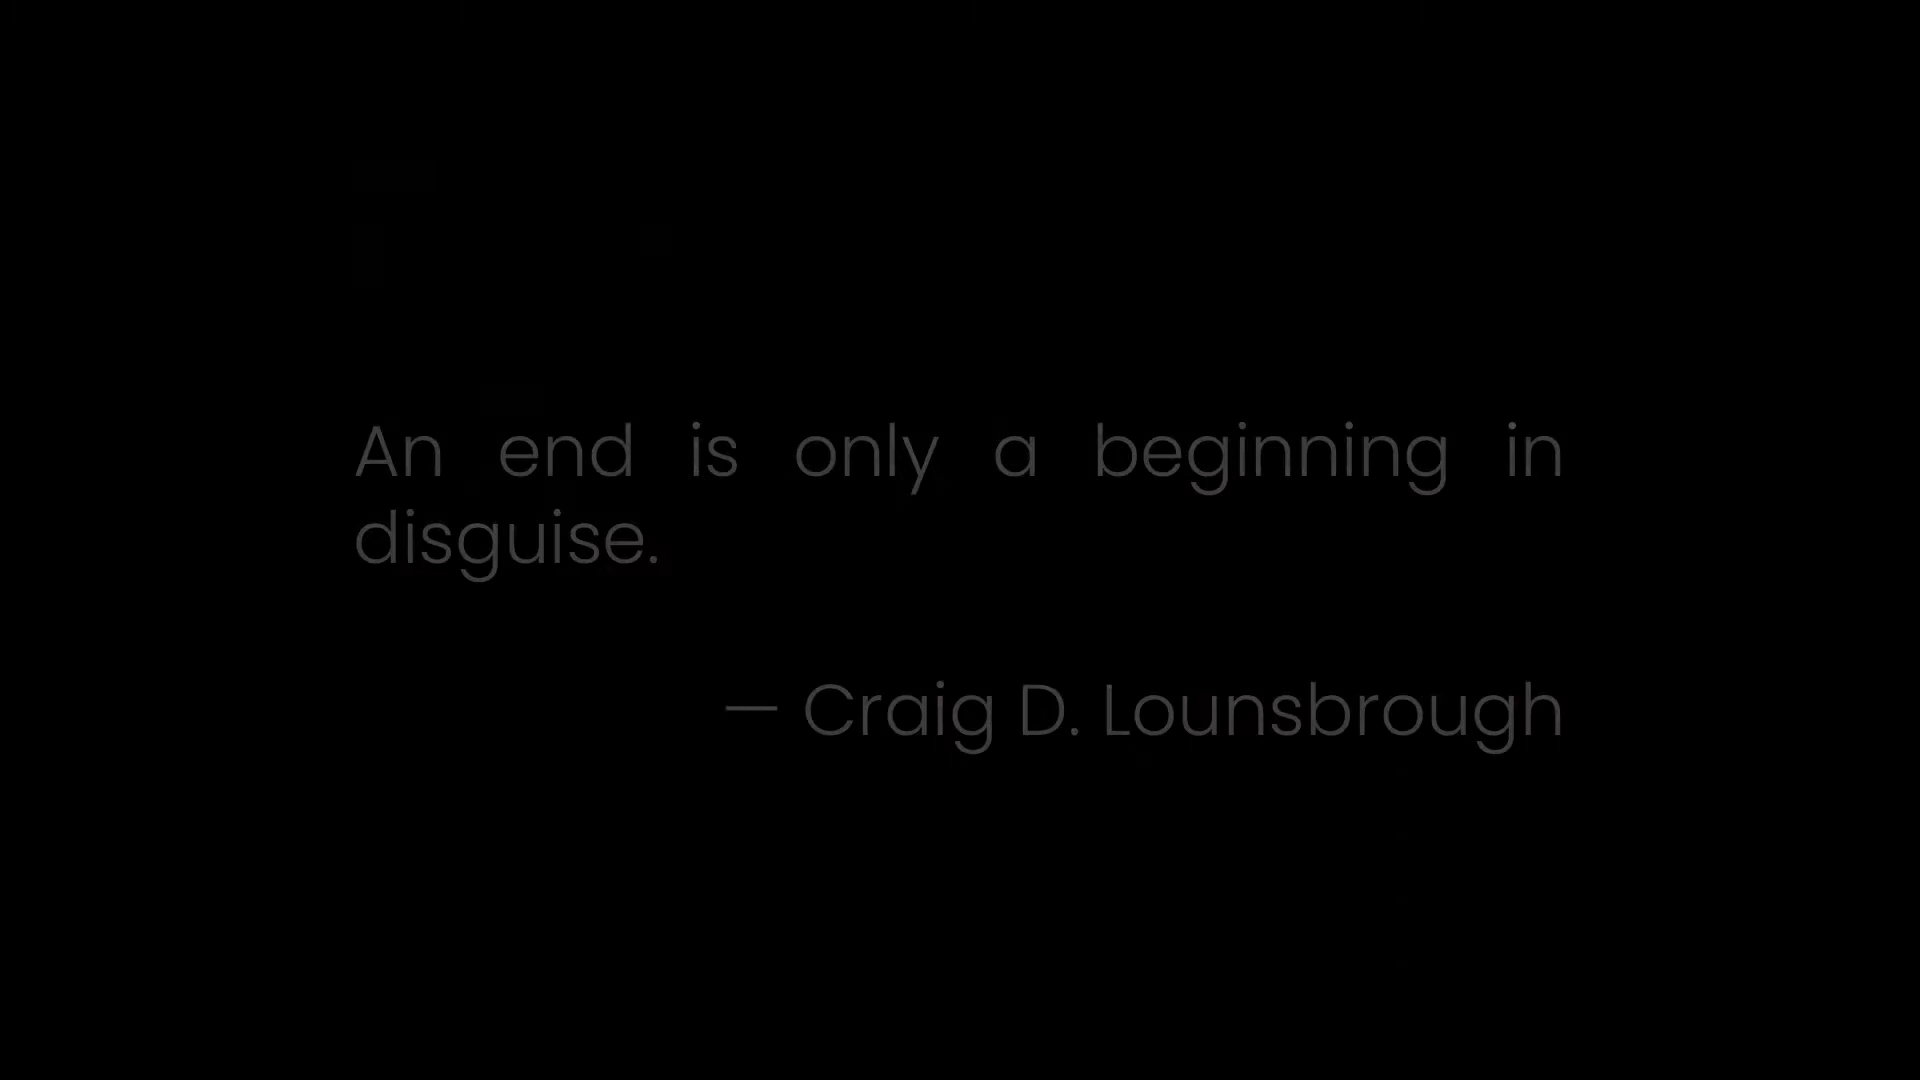 An end is only a beginning in
disguise.
— Craig D. Lounsbrough